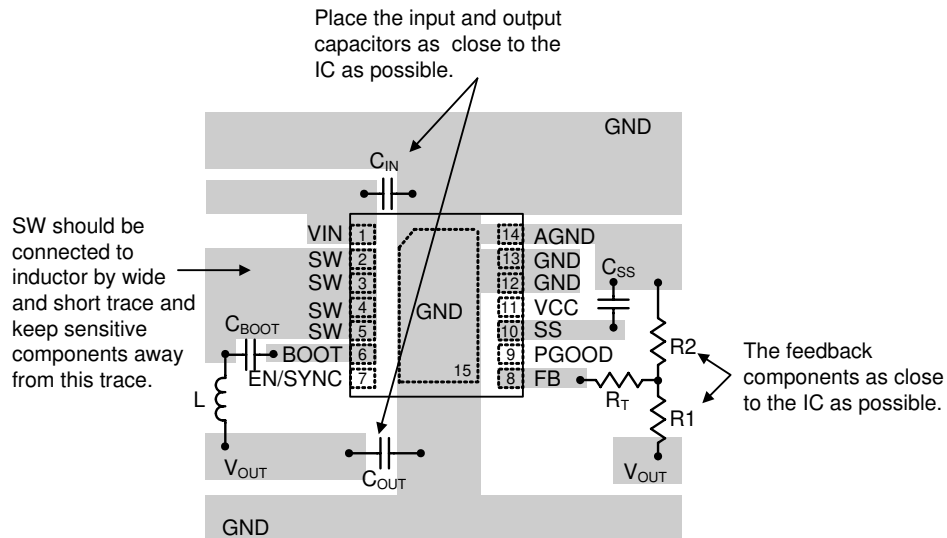 Place the input and output
capacitors as close to the
IC as possible.
GND
CIN
SW should be
connected to
inductor by wide
and short trace and
keep sensitive
components away
from this trace.
VIN 1
SW 2
SW 3
SW 4
SW 5
BOOT 6
EN/SYNC 7
GND
15
14 AGND
13 GND
12 GND
11 VCC
10 SS
9 PGOOD
8 FB
CSS
CBOOT
L
VOUT
COUT
GND
RT
R2
R1
VOUT
The feedback
components as close
to the IC as possible.